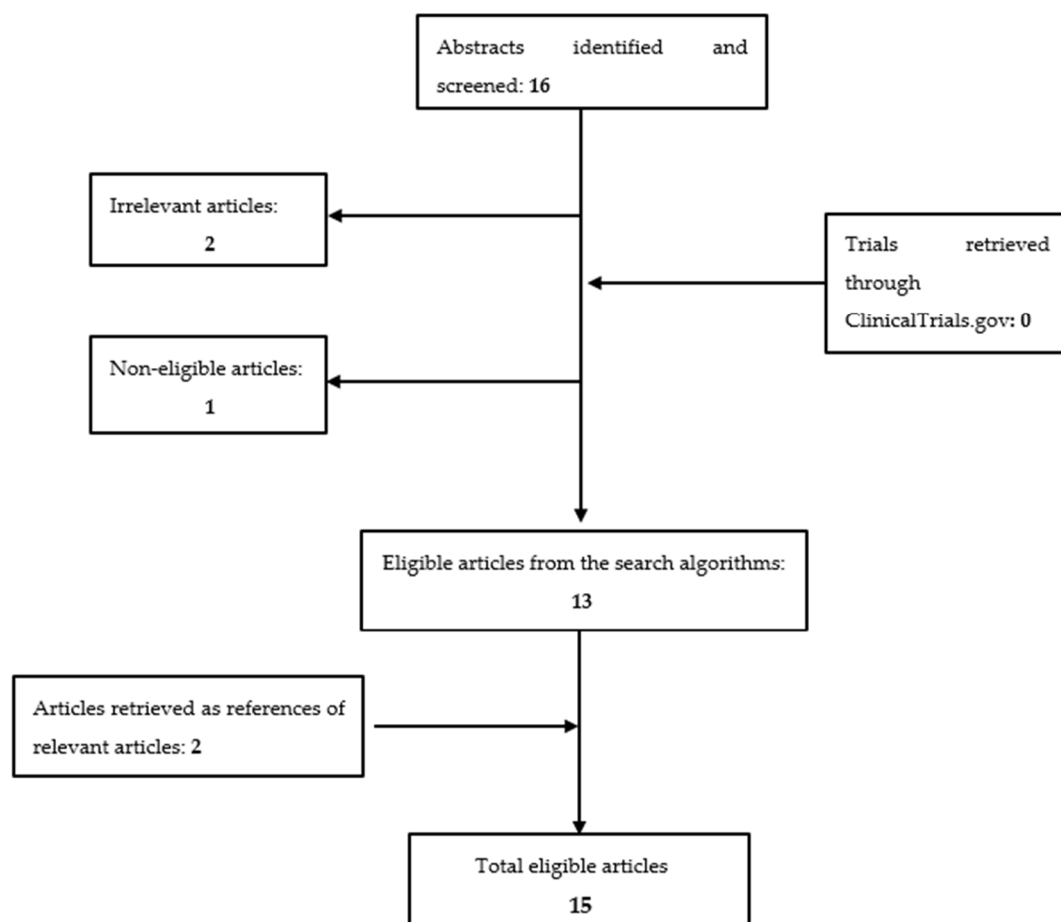 Abstracts identified and
screened: 16
Irrelevant articles:
2
Trials retrieved
through
ClinicalTrials.gov: 0
Non-eligible articles:
1
Eligible articles from the search algorithms:
13
Articles retrieved as references of
relevant articles: 2
Total eligible articles
15